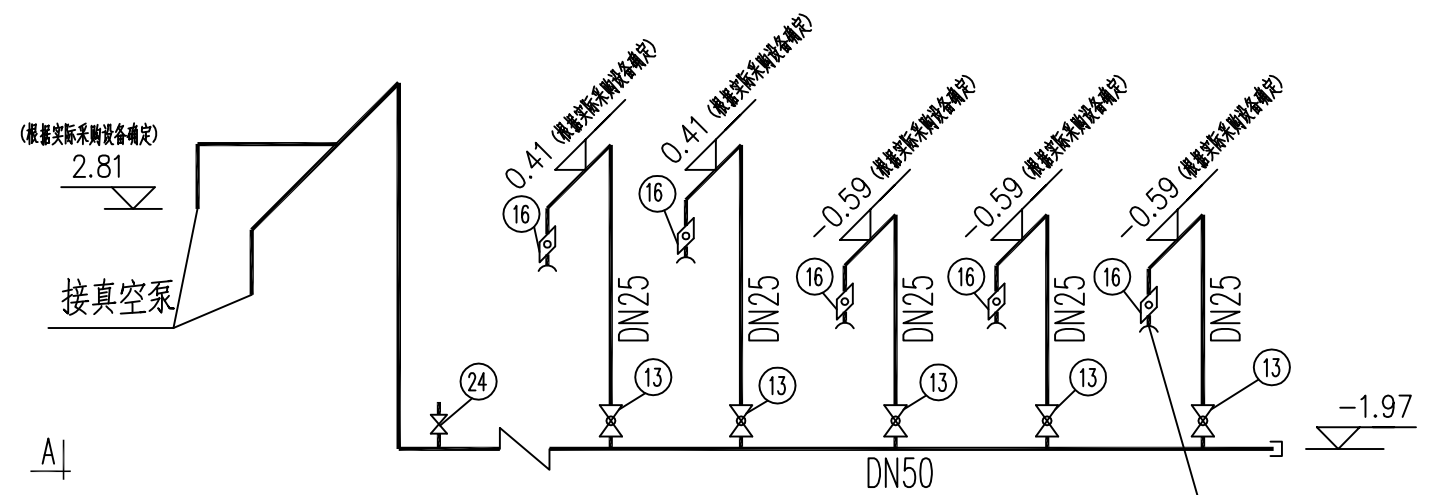 (根据实际采购设备确定)
2.81
接真空泵
A
0.41 (根据实际采购设备确定)
0.41 (根据实际采购设备确定)
-0.59 (根据实际采购设备确定)
-0.59 (根据实际采购设备确定)
-0.59 (根据实际采购设备确定)
16
16
16
16
16
DN25
DN25
DN25
DN25
DN25
24
13
13
13
13
13
-1.97
DN50